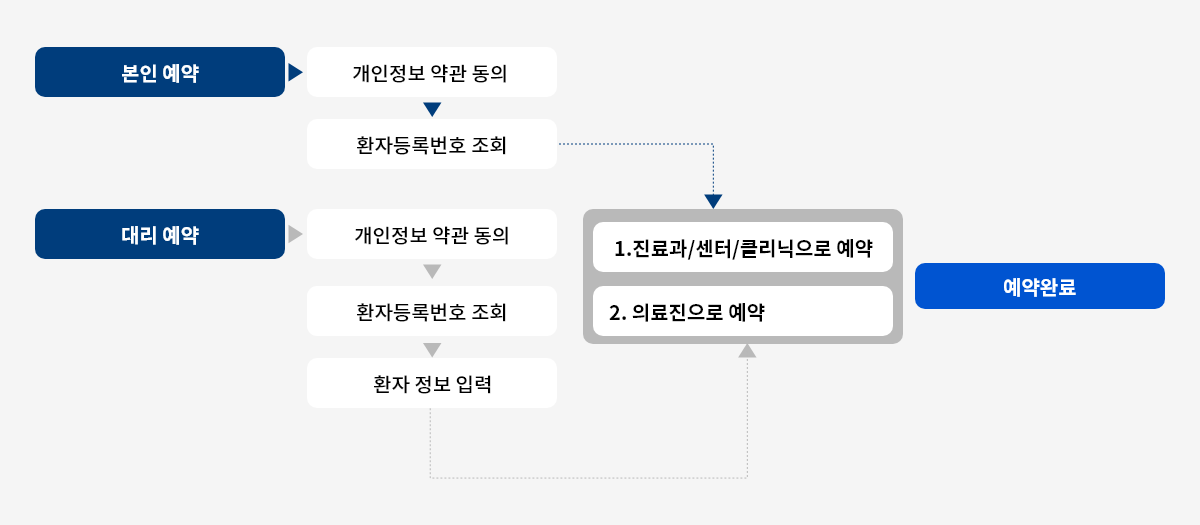 본인 예약
개인정보 약관 동의
환자등록번호 조회
대리 예약
개인정보 약관 동의
환자등록번호 조회
환자 정보 입력
1.진료과/센터/클리닉으로 예약
2. 의료진으로 예약
예약완료